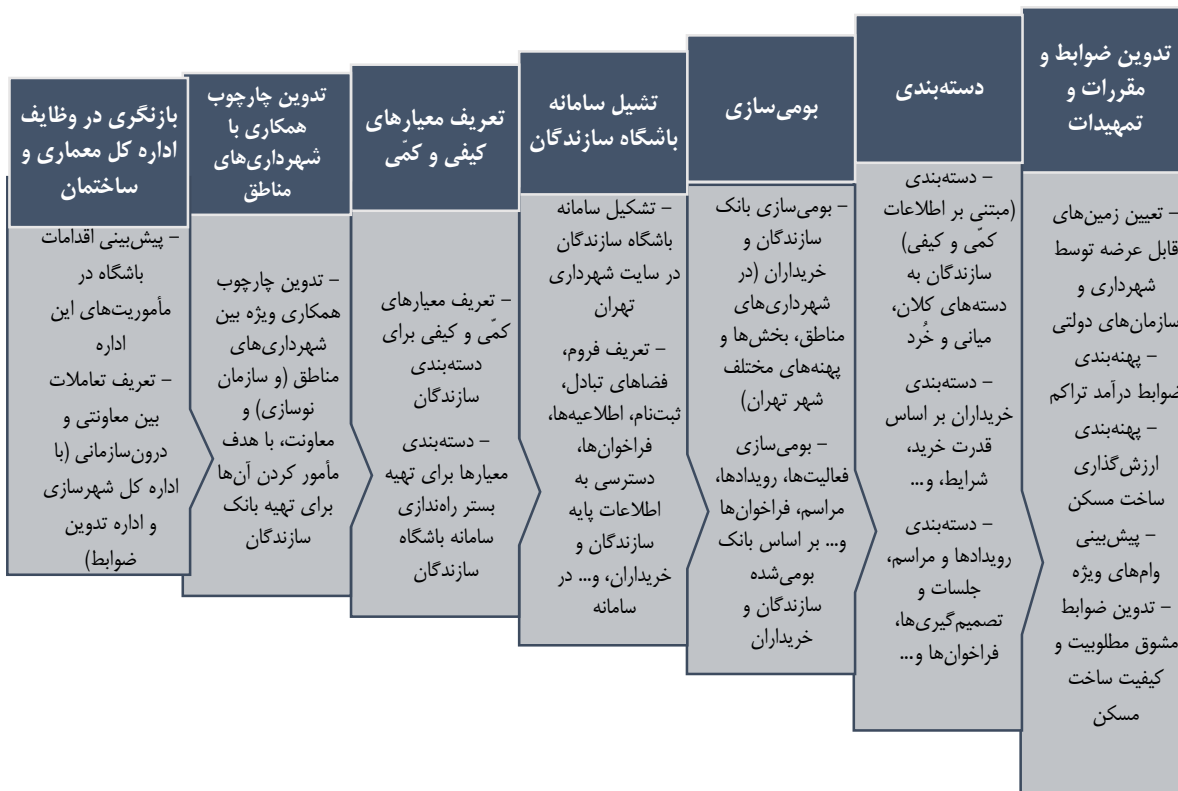 بازنگری در وظایف
اداره کل معماری و
ساختمان
– پیش‌بینی اقدامات
باشگاه در
مأموریت‌های این
اداره
– تعریف تعاملات
بین معاونتی و
درون‌سازمانی (با
اداره کل شهرسازی
و اداره تدوین
ضوابط)
تدوین چارچوب
همکاری با
شهرداری‌های
مناطق
– تدوین چارچوب
همکاری ویژه بین
شهرداری‌های
مناطق (و سازمان
نوسازی) و
معاونت، با هدف
مأمور کردن آن‌ها
برای تهیه بانک
سازندگان
تعریف معیارهای
کیفی و کمّی
– تعریف معیارهای
کمّی و کیفی برای
دسته‌بندی
سازندگان
– دسته‌بندی
معیارها برای تهیه
بستر راه‌اندازی
سامانه باشگاه
سازندگان
تشیل سامانه
باشگاه سازندگان
– تشکیل سامانه
باشگاه سازندگان
در سایت شهرداری
تهران
– تعریف فروم،
فضاهای تبادل،
ثبت‌نام، اطلاعیه‌ها،
فراخوان‌ها،
دسترسی به
اطلاعات پایه
سازندگان و
خریداران، و... در
سامانه
بومی‌سازی
– بومی‌سازی بانک
سازندگان و
خریداران (در
شهرداری‌های
مناطق، بخش‌ها و
پهنه‌های مختلف
شهر تهران)
– بومی‌سازی
فعالیت‌ها، رویدادها،
مراسم، فراخوان‌ها
و... بر اساس بانک
بومی‌شده
سازندگان و
خریداران
دسته‌بندی
– دسته‌بندی
(مبتنی بر اطلاعات
کمّی و کیفی)
سازندگان به
دسته‌های کلان،
میانی و خُرد
– دسته‌بندی
خریداران بر اساس
قدرت خرید،
شرایط، و...
– دسته‌بندی
رویدادها و مراسم،
جلسات و
تصمیم‌گیری‌ها،
فراخوان‌ها و...
تدوین ضوابط و
مقررات و
تمهیدات
– تعیین زمین‌های
قابل عرضه توسط
شهرداری و
سازمان‌های دولتی
– پهنه‌بندی
ضوابط درآمد تراکم
– پهنه‌بندی
ارزش‌گذاری
ساخت مسکن
– پیش‌بینی
وام‌های ویژه
– تدوین ضوابط
مشوق مطلوبیت و
کیفیت ساخت
مسکن